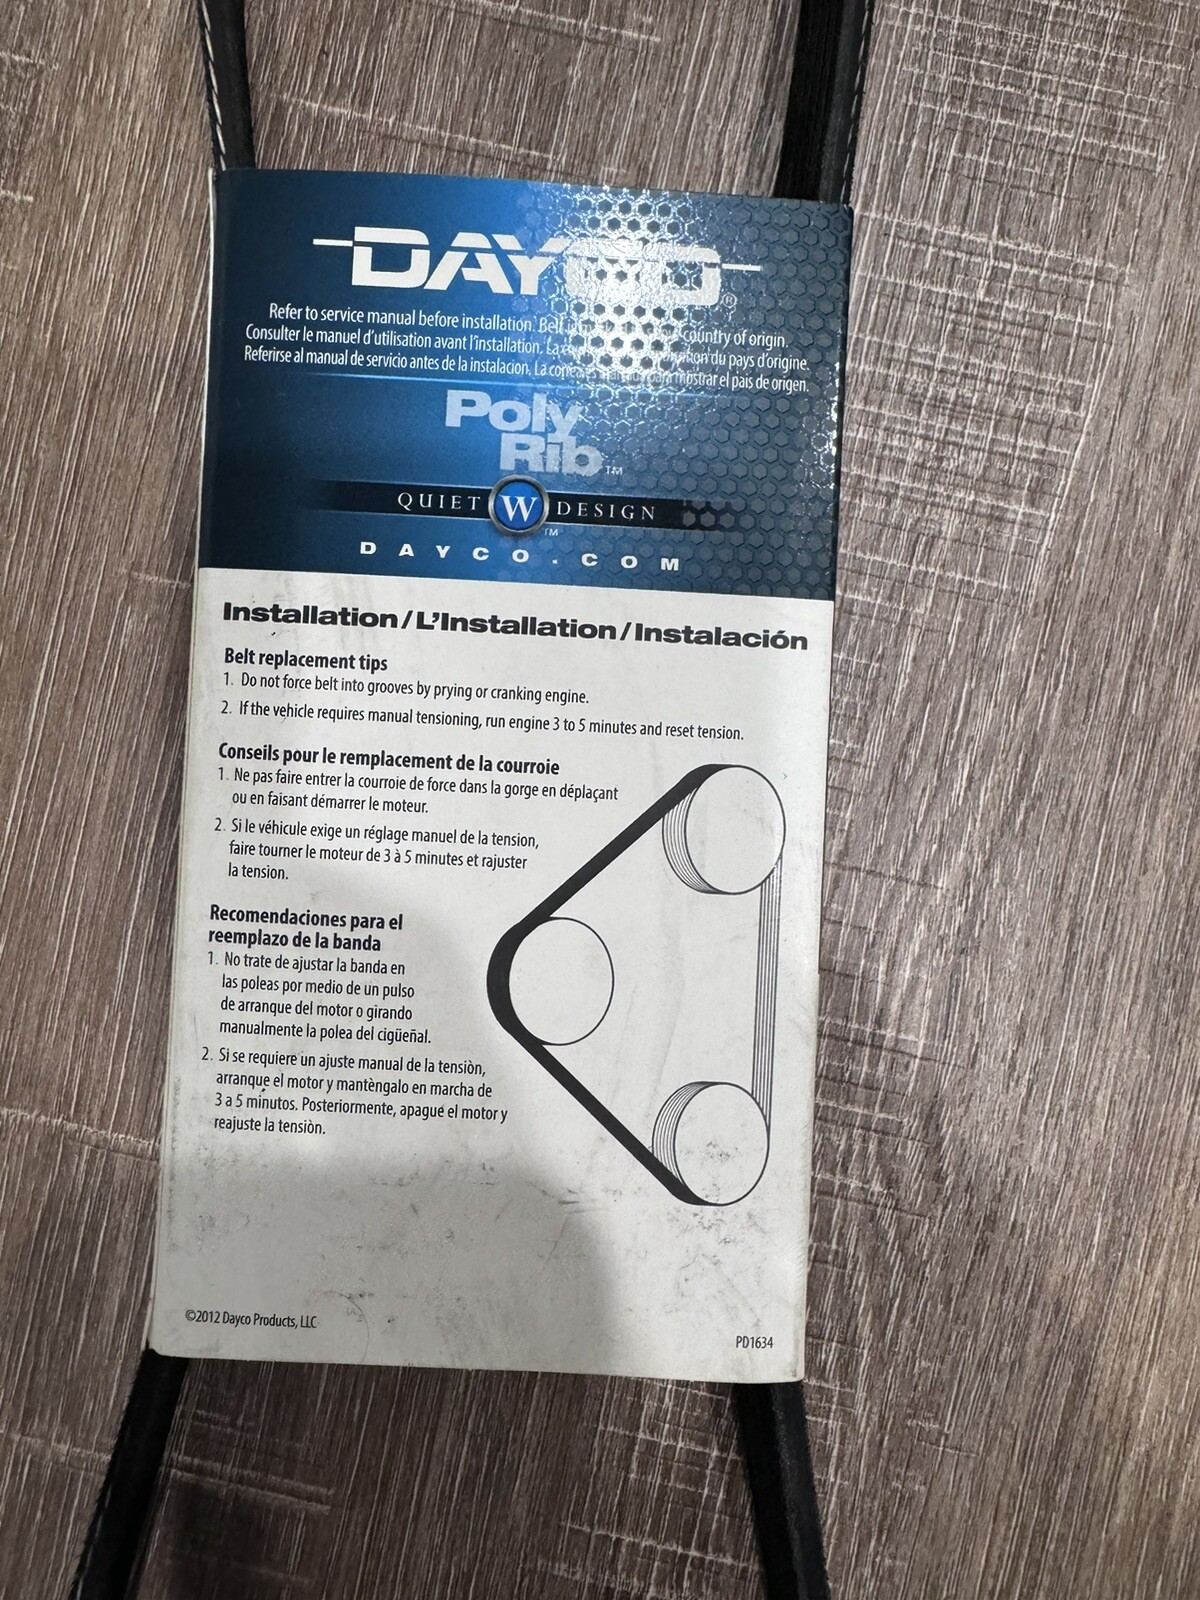 DAYCO®
Refer to service manual before installation. Belt country of origin.
Consulter le manuel d'utilisation avant l'installation. La du pays d'origine.
Referirse al manual de servicio antes de la instalacion. La mostrar el pais de origen.
Poly
Rib™
QUIET W DESIGN
™
DAYCO.COM
Installation/L'Installation/Instalación
Belt replacement tips
1. Do not force belt into grooves by prying or cranking engine.
2. If the vehicle requires manual tensioning, run engine 3 to 5 minutes and reset tension.
Conseils pour le remplacement de la courroie
1. Ne pas faire entrer la courroie de force dans la gorge en déplaçant
ou en faisant démarrer le moteur.
2. Si le véhicule exige un réglage manuel de la tension,
faire tourner le moteur de 3 à 5 minutes et rajuster
la tension.
Recomendaciones para el
reemplazo de la banda
1. No trate de ajustar la banda en
las poleas por medio de un pulso
de arranque del motor o girando
manualmente la polea del cigüeñal.
2. Si se requiere un ajuste manual de la tensiòn,
arranque el motor y mantèngalo en marcha de
3 a 5 minutos. Posteriormente, apague el motor y
reajuste la tensiòn.
©2012 Dayco Products, LLC
PD1634